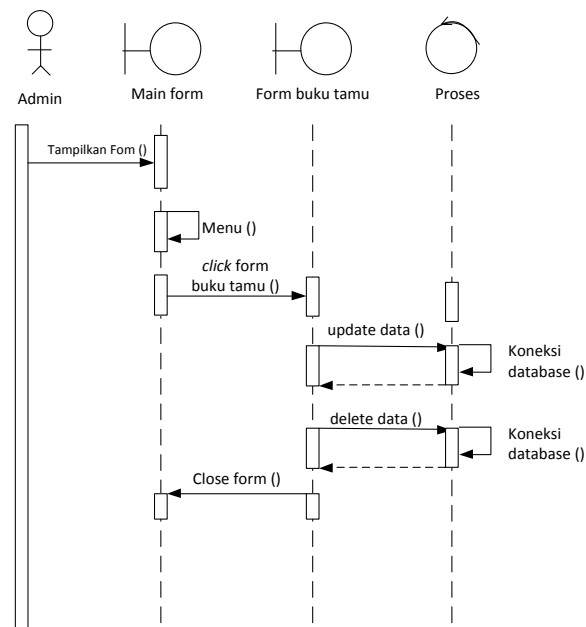 Admin
Main form
Form buku tamu
Proses
Tampilkan Fom ()
Menu ()
click form
buku tamu ()
update data ()
Koneksi
database ()
delete data ()
Koneksi
database ()
Close form ()